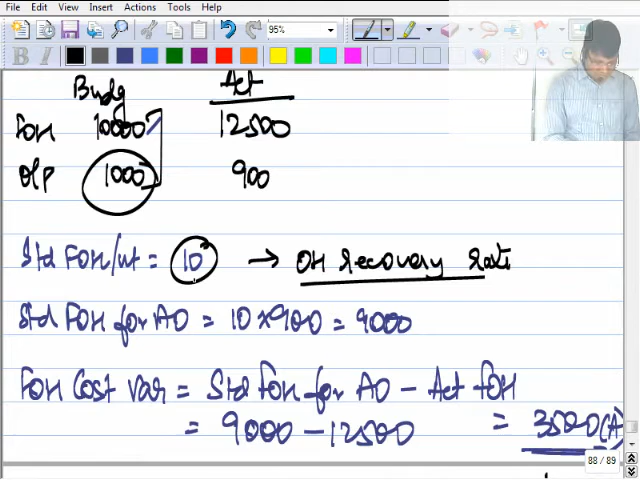 File Edit View Insert Actions Tools Help
95%
B I U
Budg Act
FOH 10000 12500
O/P 1000 900
Std FOH/ut = 10 → OH Recovery Rate
Std FOH for AO = 10 x 900 = 9000
FOH Cost Var = Std FOH for AO - Act FOH
= 9000 - 12500 = 3500 (A)
88 / 89